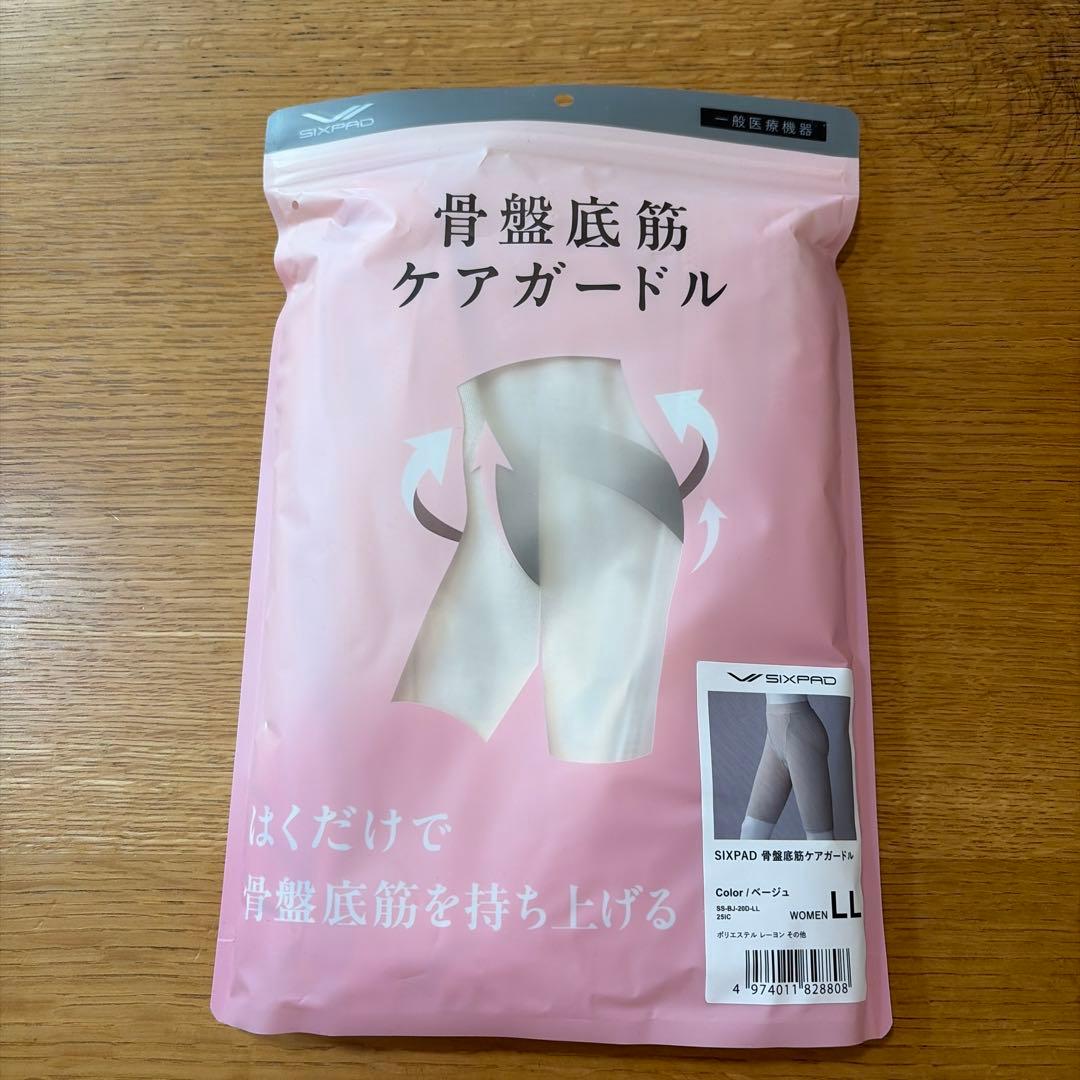 SIXPAD
一般医療機器
骨盤底筋
ケアガードル
はくだけで
骨盤底筋を持ち上げる
SIXPAD
SIXPAD 骨盤底筋ケアガードル
Color / ベージュ
SS-BJ-20D-LL
25IC
WOMEN LL
ポリエステル レーヨン その他
4 974011 828808